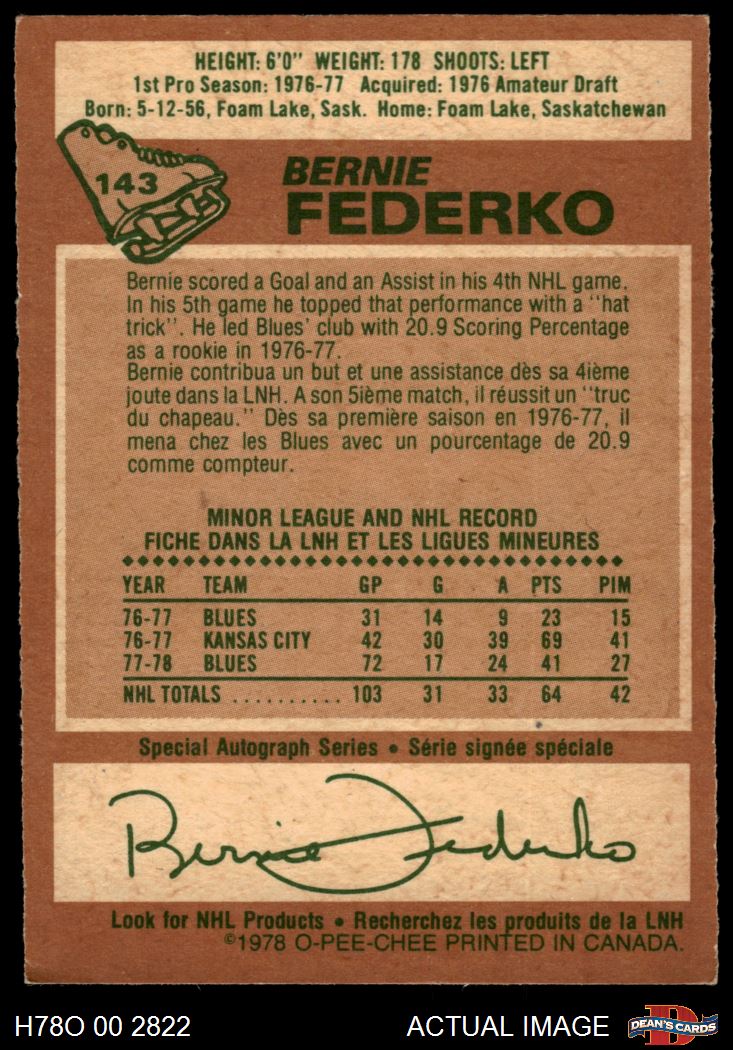 HEIGHT: 6'0" WEIGHT: 178 SHOOTS: LEFT
1st Pro Season: 1976-77 Acquired: 1976 Amateur Draft
Born: 5-12-56, Foam Lake, Sask. Home: Foam Lake, Saskatchewan
143
BERNIE
FEDERKO
Bernie scored a Goal and an Assist in his 4th NHL game.
In his 5th game he topped that performance with a "hat
trick". He led Blues' club with 20.9 Scoring Percentage
as a rookie in 1976-77.
Bernie contribua un but et une assistance dès sa 4ième
joute dans la LNH. A son 5ième match, il réussit un "truc
du chapeau." Dès sa première saison en 1976-77, il
mena chez les Blues avec un pourcentage de 20.9
comme compteur.
MINOR LEAGUE AND NHL RECORD
FICHE DANS LA LNH ET LES LIGUES MINEURES
YEAR TEAM GP G A PTS PIM
76-77 BLUES 31 14 9 23 15
76-77 KANSAS CITY 42 30 39 69 41
77-78 BLUES 72 17 24 41 27
NHL TOTALS .......... 103 31 33 64 42
Special Autograph Series • Série signée spéciale
Bernie Federko
Look for NHL Products • Recherchez les produits de la LNH
©1978 O-PEE-CHEE PRINTED IN CANADA.
H78O 00 2822 ACTUAL IMAGE D DEAN'S CARDS